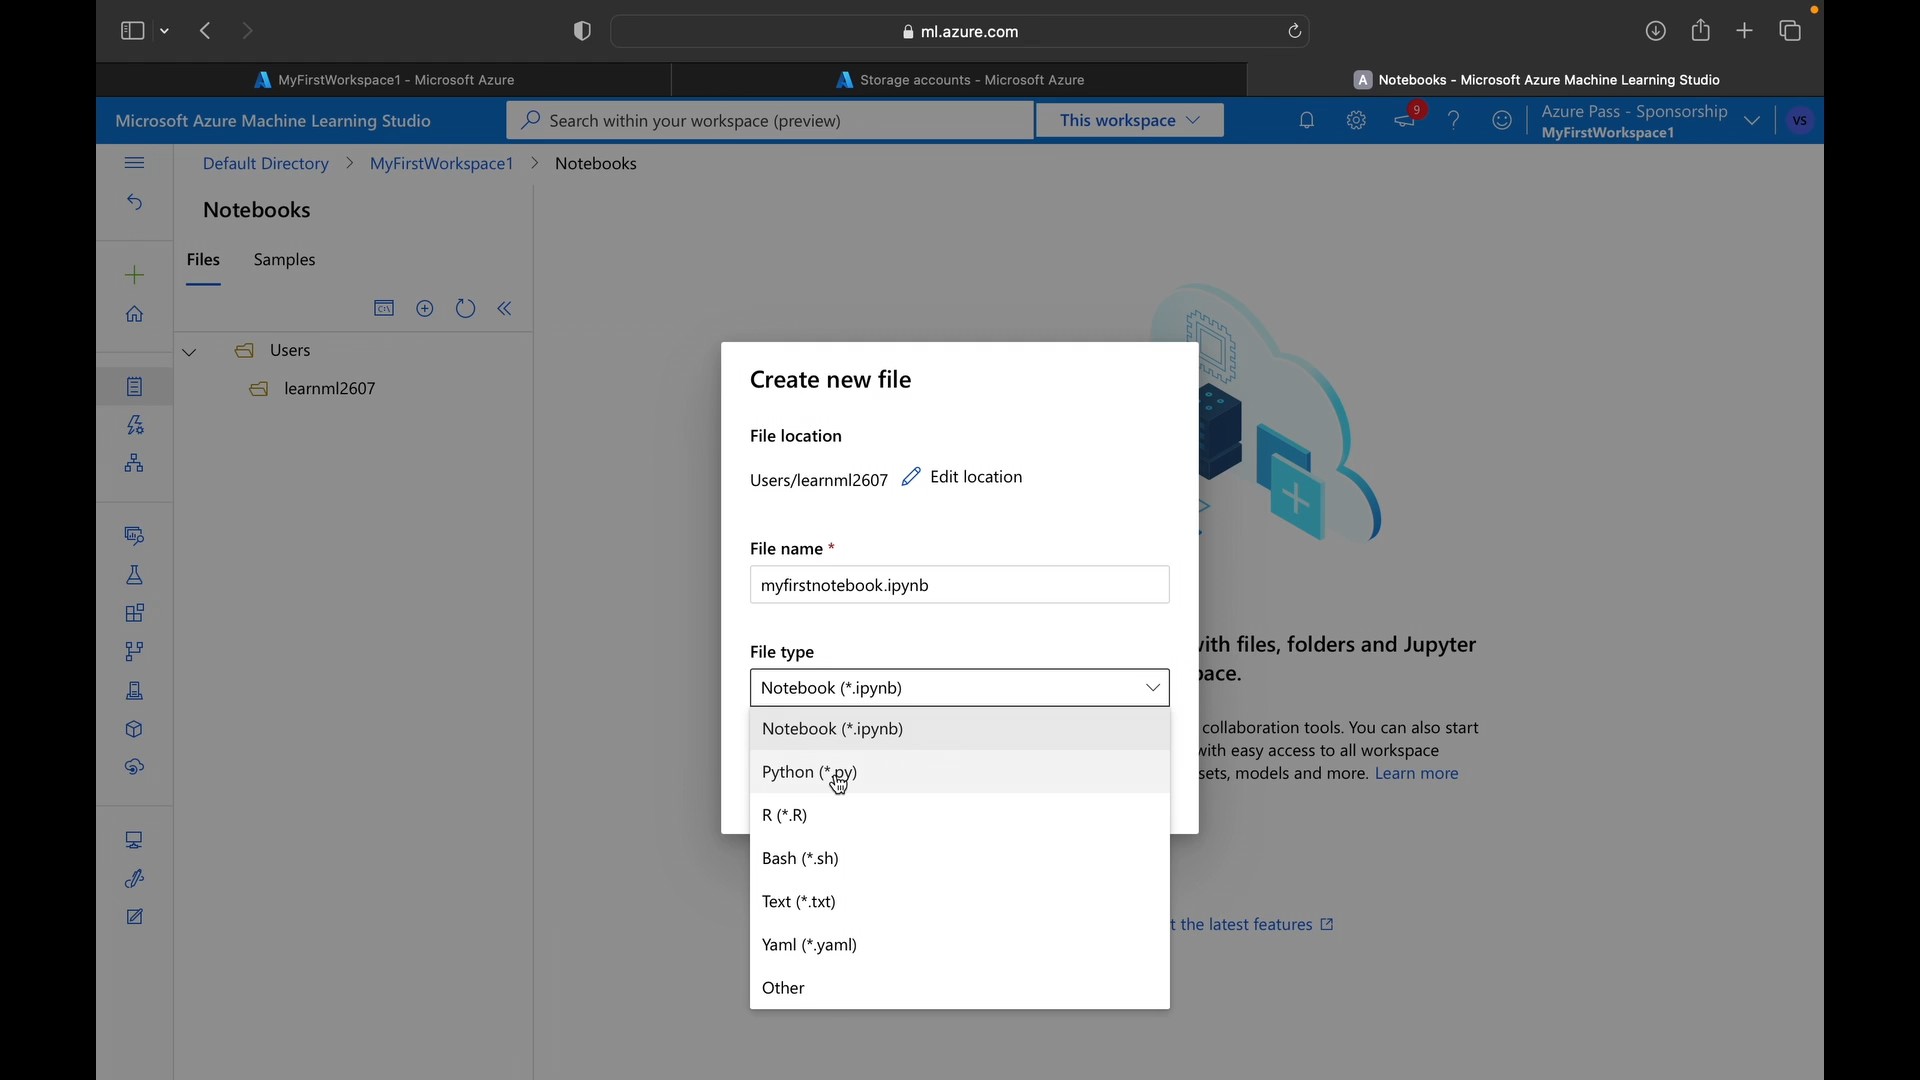 ml.azure.com
MyFirstWorkspace1 - Microsoft Azure
Storage accounts - Microsoft Azure
A Notebooks - Microsoft Azure Machine Learning Studio
Microsoft Azure Machine Learning Studio
Search within your workspace (preview)
This workspace
9
?
Azure Pass - Sponsorship
MyFirstWorkspace1
VS
Default Directory > MyFirstWorkspace1 > Notebooks
Notebooks
Files Samples
Users
learnml2607
Create new file
File location
Users/learnml2607 Edit location
File name *
myfirstnotebook.ipynb
File type
Notebook (*.ipynb)
Notebook (*.ipynb)
Python (*.py)
R (*.R)
Bash (*.sh)
Text (*.txt)
Yaml (*.yaml)
Other
with files, folders and Jupyter
collaboration tools. You can also start
with easy access to all workspace
models and more. Learn more
the latest features